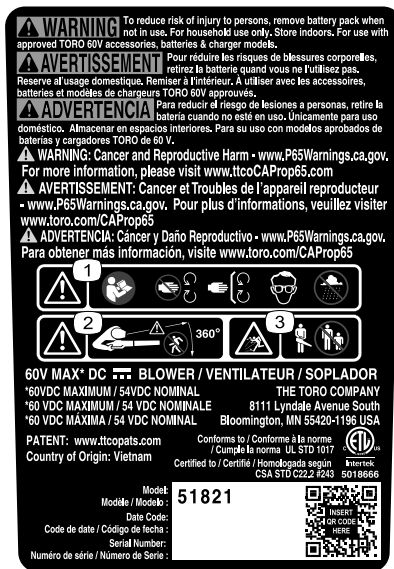 WARNING To reduce risk of injury to persons, remove battery pack when
not in use. For household use only. Store indoors. For use with
approved TORO 60V accessories, batteries & charger models.
AVERTISSEMENT Pour réduire les risques de blessures corporelles,
retirez la batterie quand vous ne l'utilisez pas.
Reserve al'usage domestique. Remiser à l'intérieur. A utiliser avec les accessoires,
batteries et modèles de chargeurs TORO 60V approuvés.
ADVERTENCIA Para reducir el riesgo de lesiones a personas, retire la
batería cuando no esté en uso. Únicamente para uso
doméstico. Almacenar en espacios interiores. Para su uso con modelos aprobados de
baterías y cargadores TORO de 60 V.
WARNING: Cancer and Reproductive Harm - www.P65Warnings.ca.gov.
For more information, please visit www.ttcoCAProp65.com
AVERTISSEMENT: Cancer et Troubles de l'appareil reproducteur
- www.P65Warnings.ca.gov. Pour plus d'informations, veuillez visiter
www.toro.com/CAProp65
ADVERTENCIA: Cáncer y Daño Reproductivo - www.P65Warnings.ca.gov.
Para obtener más información, visite www.toro.com/CAProp65
1
2
360°
3
60V MAX* DC BLOWER / VENTILATEUR / SOPLADOR
*60VDC MAXIMUM / 54VDC NOMINAL
*60 VDC MAXIMUM / 54 VDC NOMINALE
*60 VDC MÁXIMA / 54 VDC NOMINAL
THE TORO COMPANY
8111 Lyndale Avenue South
Bloomington, MN 55420-1196 USA
PATENT: www.ttcopats.com
Country of Origin: Vietnam
Conforms to / Conforme à la norme
/ Cumple la norma UL STD 1017
Certified to / Certifié / Homologada según
CSA STD C22.2 #243
C ETL US
Intertek
5018666
Model:
Modèle / Modelo :
51821
Date Code:
Code de date / Código de fecha :
Serial Number:
Numéro de série / Número de Serie :
INSERT
QR CODE
HERE